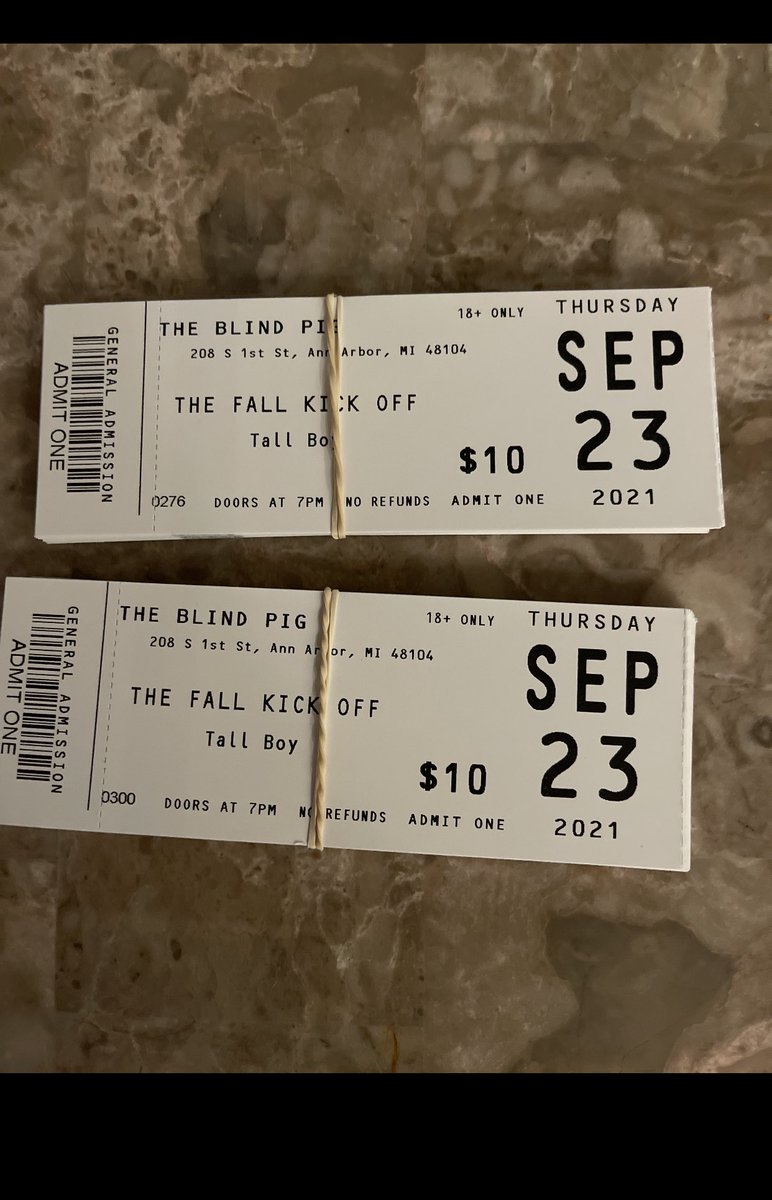 THE BLIND PIG
208 S 1st St, Ann Arbor, MI 48104
18+ ONLY
THURSDAY
SEP
23
2021
THE FALL KICK OFF
Tall Boy
$10
0276
DOORS AT 7PM
NO REFUNDS
ADMIT ONE
GENERAL ADMISSION
ADMIT ONE
THE BLIND PIG
208 S 1st St, Ann Arbor, MI 48104
18+ ONLY
THURSDAY
SEP
23
2021
THE FALL KICK OFF
Tall Boy
$10
0300
DOORS AT 7PM
NO REFUNDS
ADMIT ONE
GENERAL ADMISSION
ADMIT ONE